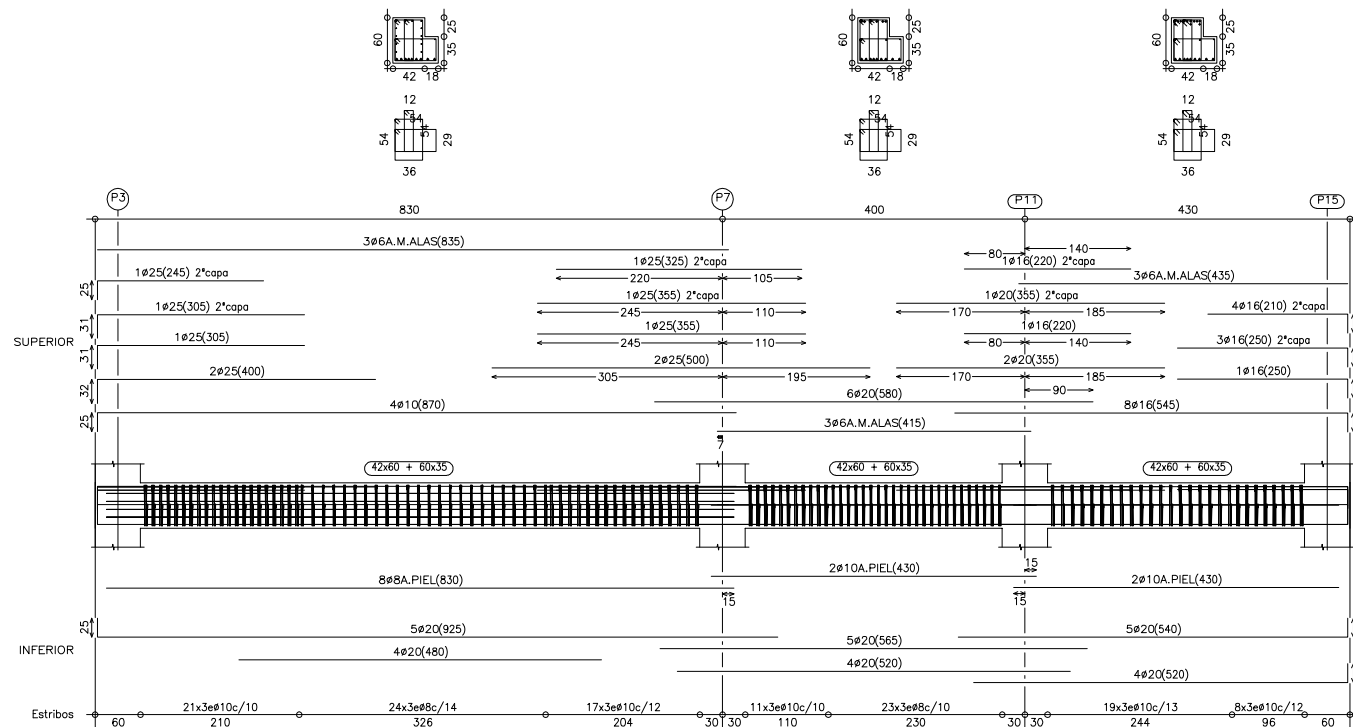 60 25 35 42 18
60 25 35 42 18
60 25 35 42 18
12 54 54 54 29 36
12 54 54 54 29 36
12 54 54 54 29 36
P3 P7 P11 P15
830 400 430
3ø6A.M.ALAS(835)
80 140
1ø25(325) 2ªcapa
1ø16(220) 2ªcapa
25 1ø25(245) 2ªcapa
220 105
3ø6A.M.ALAS(435)
1ø25(355) 2ªcapa
1ø20(355) 2ªcapa
31 1ø25(305) 2ªcapa
245 110
170 185
4ø16(210) 2ªcapa
1ø25(355)
1ø16(220)
SUPERIOR
31 1ø25(305)
245 110
80 140
3ø16(250) 2ªcapa
2ø25(500)
2ø20(355)
32 2ø25(400)
305 195
170 185
1ø16(250)
90
6ø20(580)
25 4ø10(870)
8ø16(545)
3ø6A.M.ALAS(415)
7
42x60 + 60x35
42x60 + 60x35
42x60 + 60x35
15
2ø10A.PIEL(430)
8ø8A.PIEL(830)
15
15
2ø10A.PIEL(430)
25 5ø20(925)
5ø20(540)
INFERIOR
5ø20(565)
4ø20(480)
4ø20(520)
4ø20(520)
Estribos
21x3eø10c/10 24x3eø8c/14 17x3eø10c/12 11x3eø10c/10 23x3eø8c/10 19x3eø10c/13 8x3eø10c/12
60 210 326 204 30 30 110 230 30 30 244 96 60